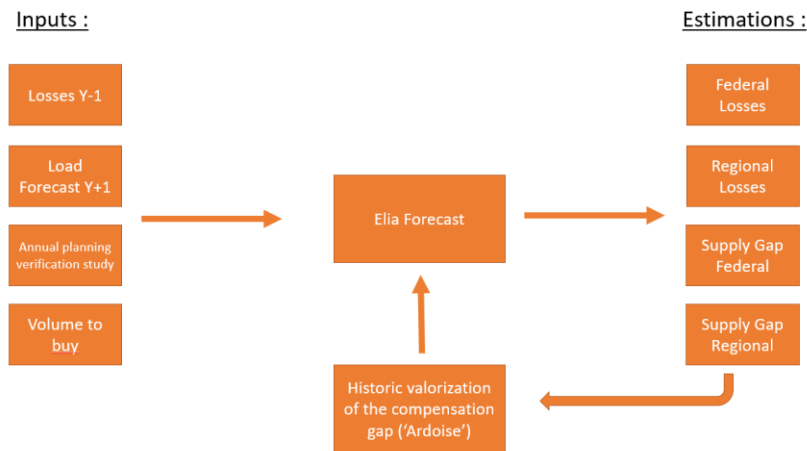 Inputs :
Estimations :
Losses Y-1
Load
Forecast Y+1
Annual planning
verification study
Volume to
buy
Elia Forecast
Historic valorization
of the compensation
gap (‘Ardoise’)
Federal
Losses
Regional
Losses
Supply Gap
Federal
Supply Gap
Regional